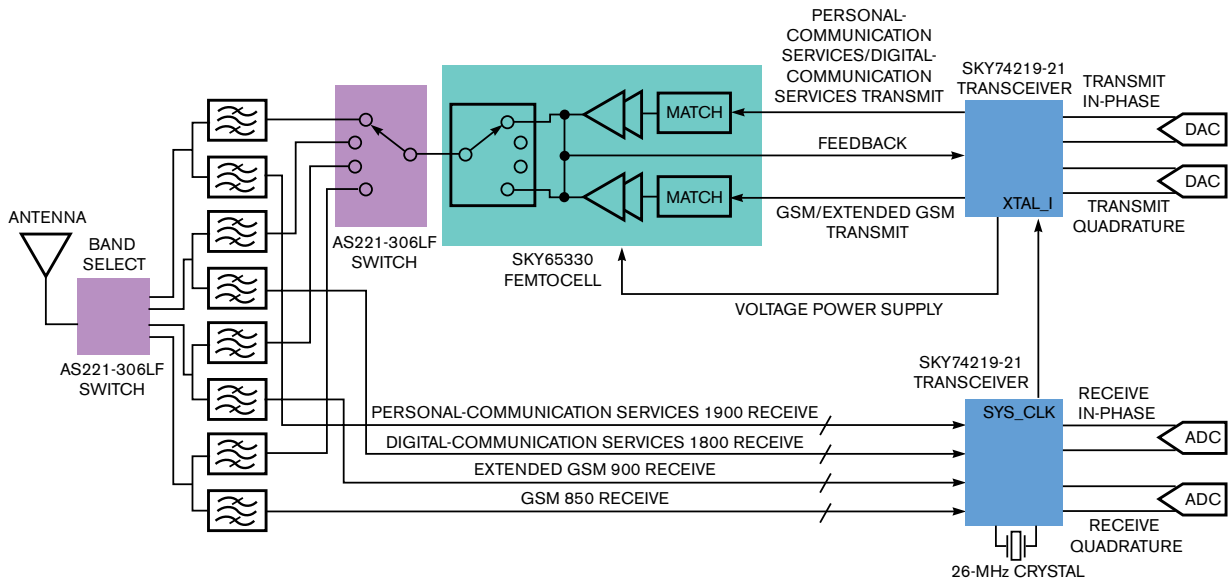 PERSONAL-
COMMUNICATION
SERVICES/DIGITAL-
COMMUNICATION
SERVICES TRANSMIT
SKY74219-21
TRANSCEIVER
TRANSMIT
IN-PHASE
DAC
MATCH
FEEDBACK
DAC
MATCH
XTAL_I
GSM/EXTENDED GSM
TRANSMIT
TRANSMIT
QUADRATURE
ANTENNA
BAND
SELECT
AS221-306LF
SWITCH
SKY65330
FEMTOCELL
VOLTAGE POWER SUPPLY
AS221-306LF
SWITCH
SKY74219-21
TRANSCEIVER
SYS_CLK
RECEIVE
IN-PHASE
PERSONAL-COMMUNICATION SERVICES 1900 RECEIVE
ADC
DIGITAL-COMMUNICATION SERVICES 1800 RECEIVE
EXTENDED GSM 900 RECEIVE
GSM 850 RECEIVE
ADC
RECEIVE
QUADRATURE
26-MHz CRYSTAL